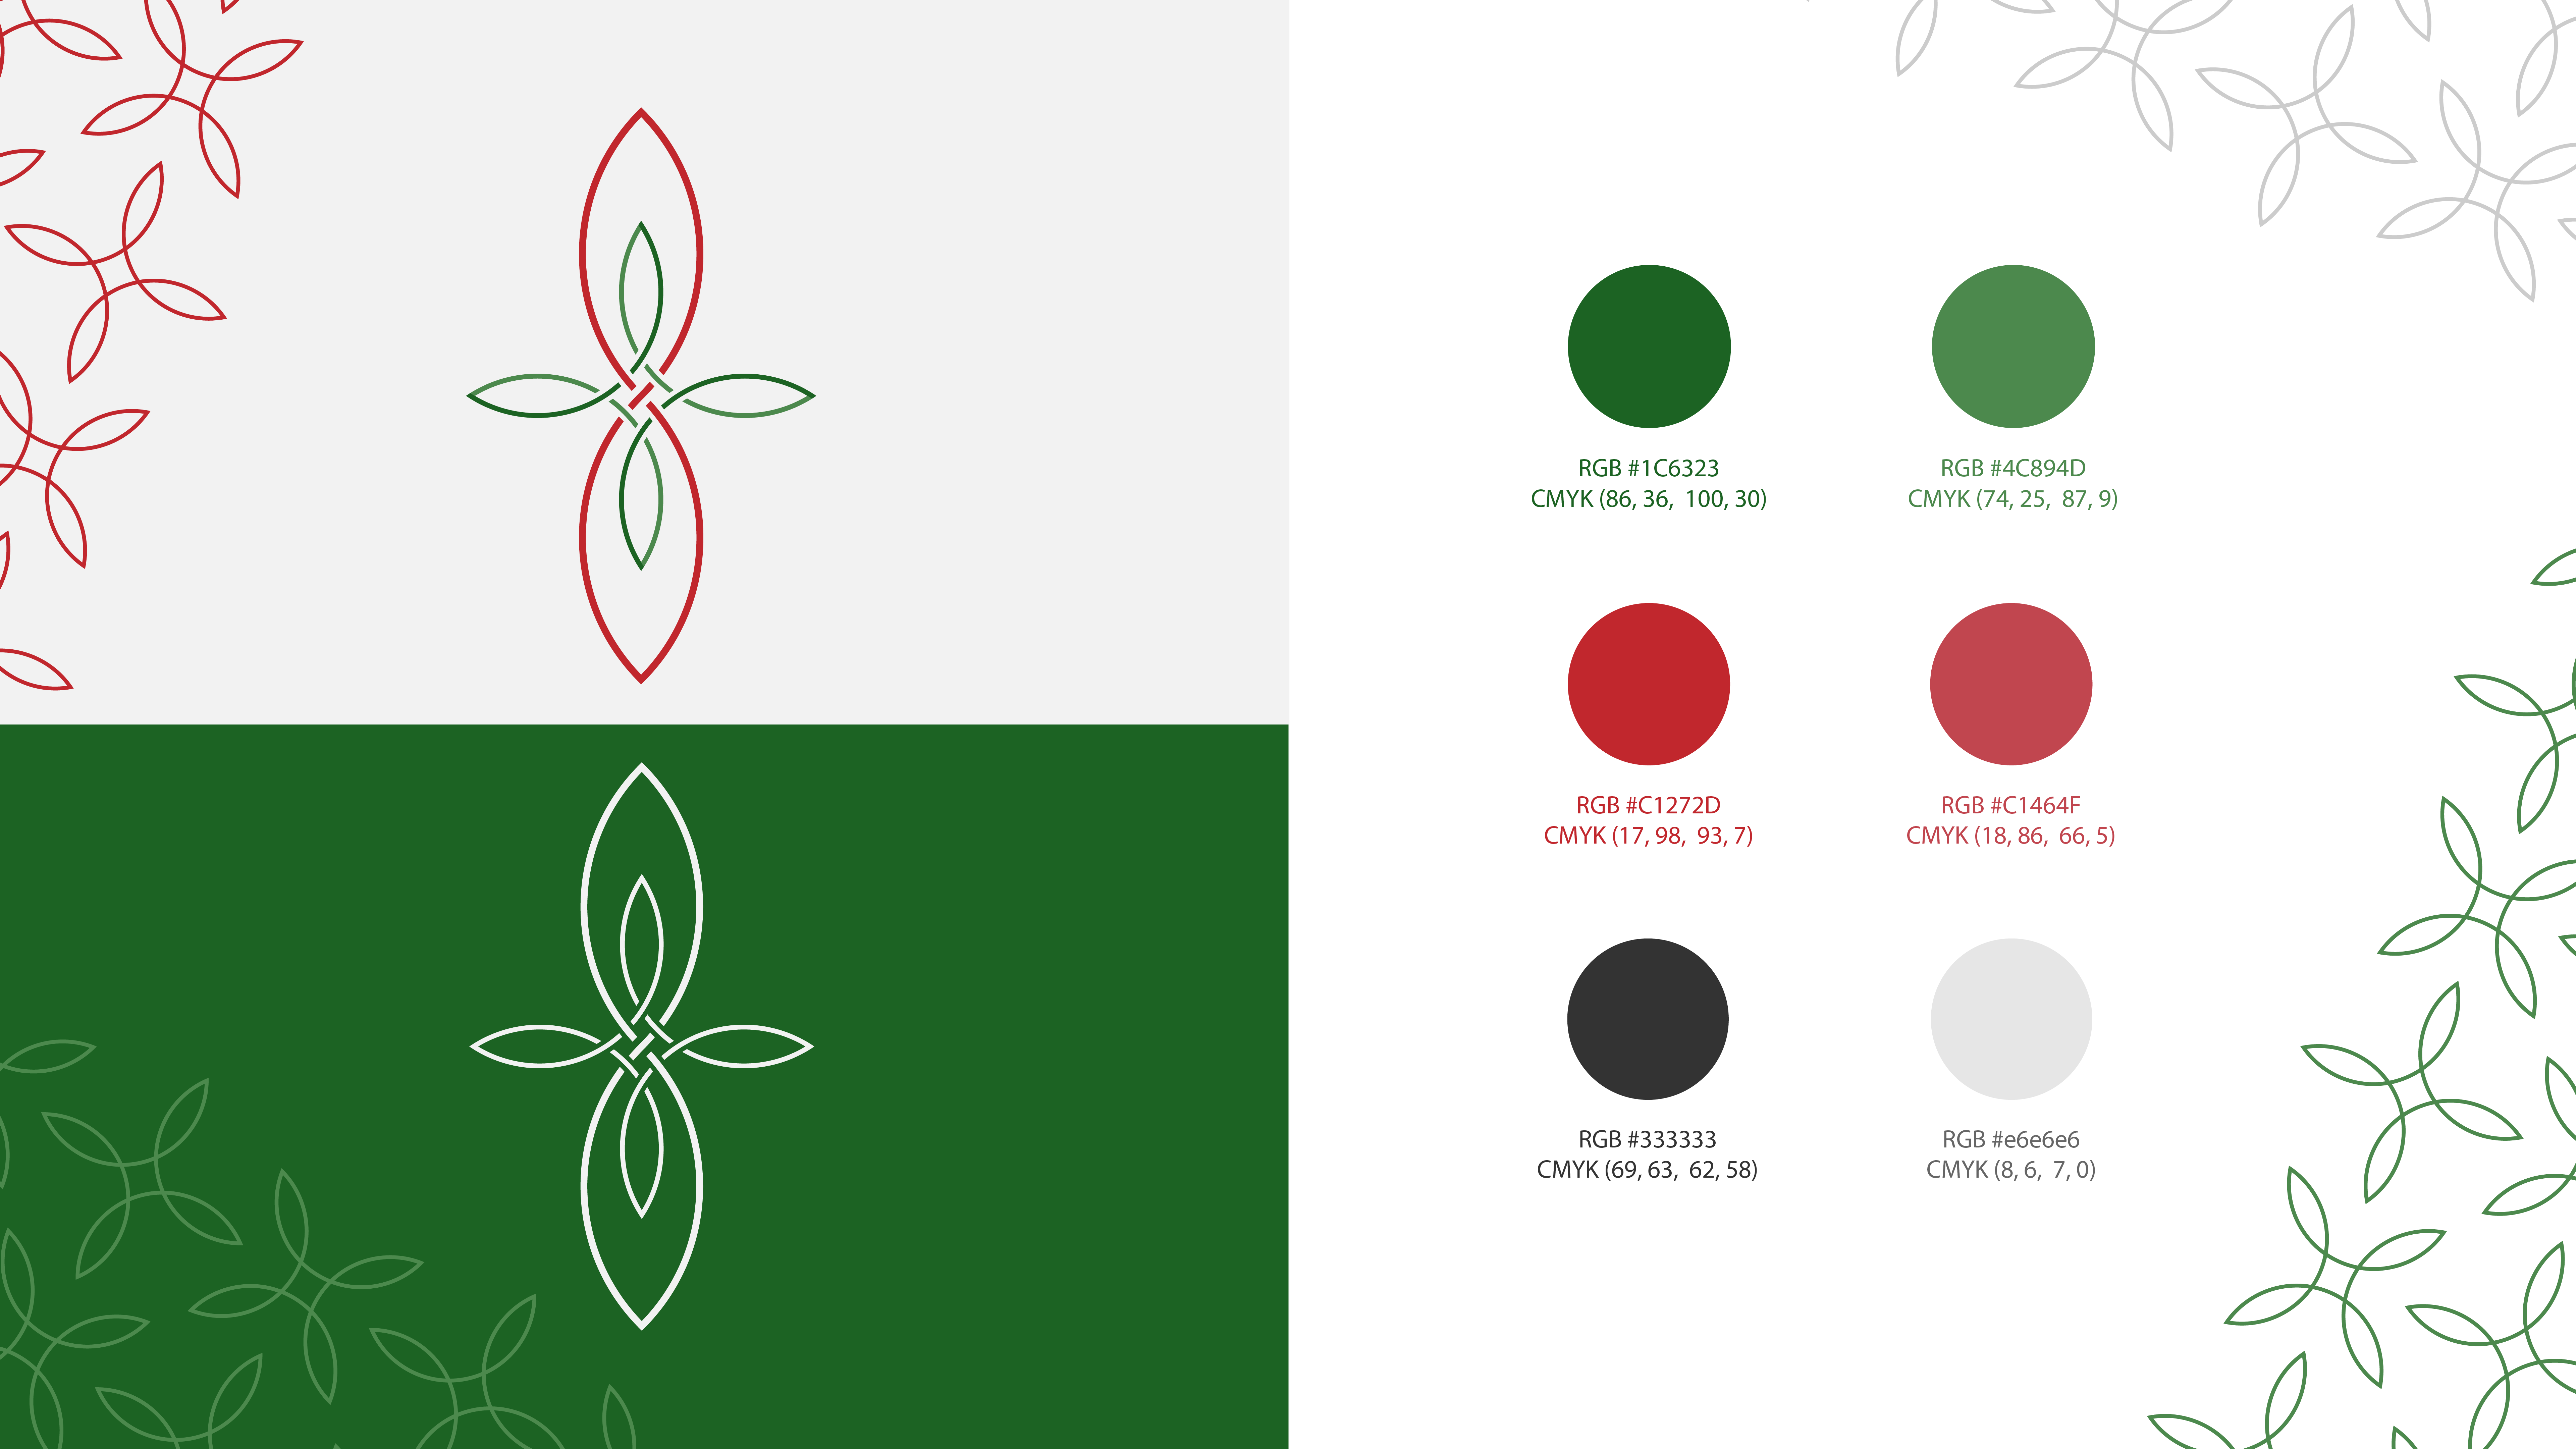 RGB #1C6323
CMYK (86, 36,  100, 30)
RGB #4C894D
CMYK (74, 25,  87, 9)
RGB #C1272D
CMYK (17, 98,  93, 7)
RGB #C1464F
CMYK (18, 86,  66, 5)
RGB #333333
CMYK (69, 63,  62, 58)
RGB #e6e6e6
CMYK (8, 6,  7, 0)